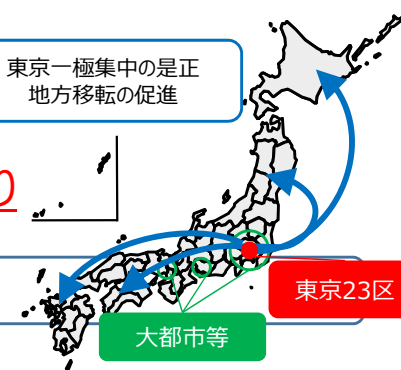 東京一極集中の是正
地方移転の促進
り
東京23区
大都市等